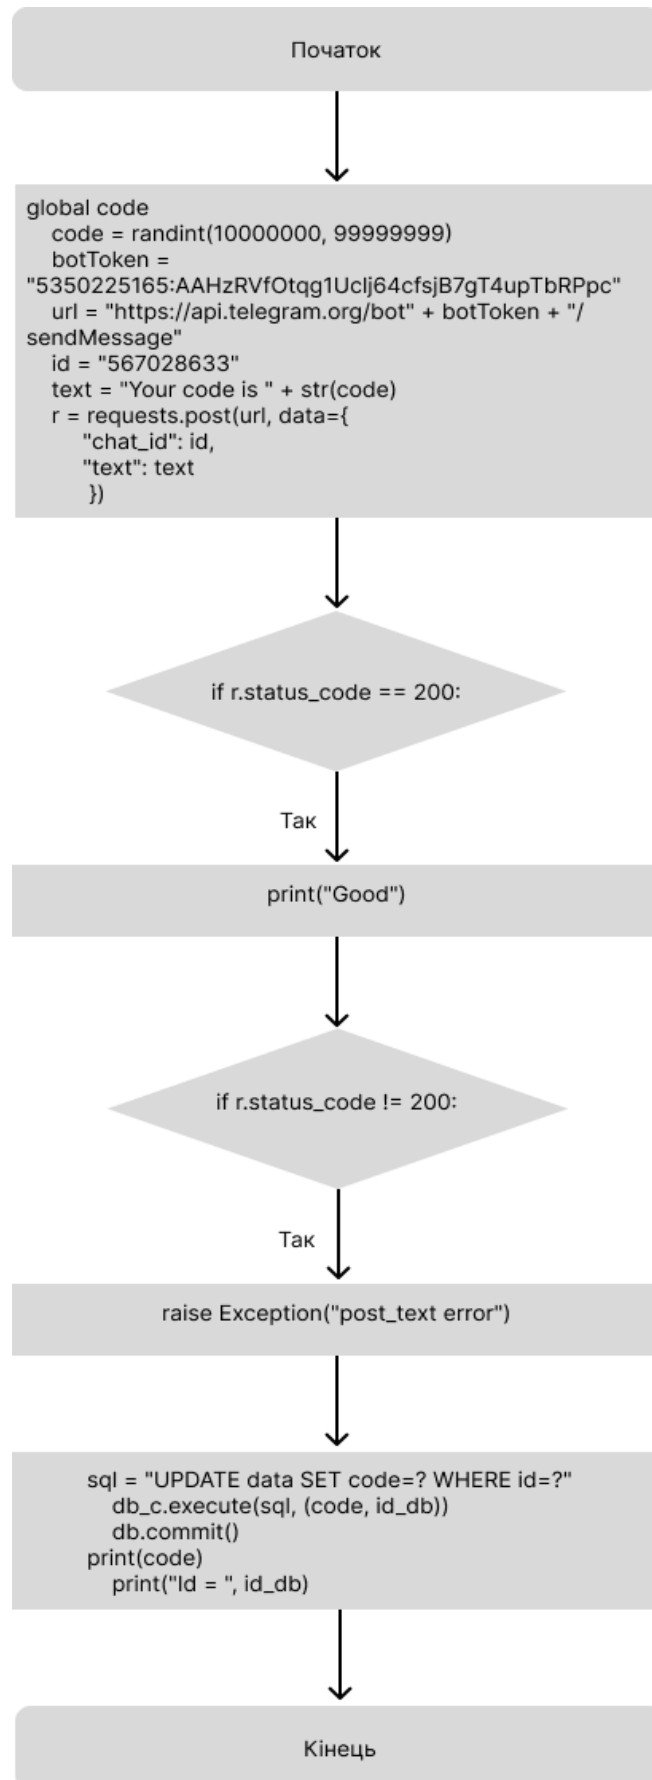 Початок
global code
code = randint(10000000, 99999999)
botToken =
"5350225165:AAHzRVfOtqg1UcIj64cfsjB7gT4upTbRPpc"
url = "https://api.telegram.org/bot" + botToken + "/
sendMessage"
id = "567028633"
text = "Your code is " + str(code)
r = requests.post(url, data={
"chat_id": id,
"text": text
})
if r.status_code == 200:
Так
print("Good")
if r.status_code != 200:
Так
raise Exception("post_text error")
sql = "UPDATE data SET code=? WHERE id=?"
db_c.execute(sql, (code, id_db))
db.commit()
print(code)
print("Id = ", id_db)
Кінець